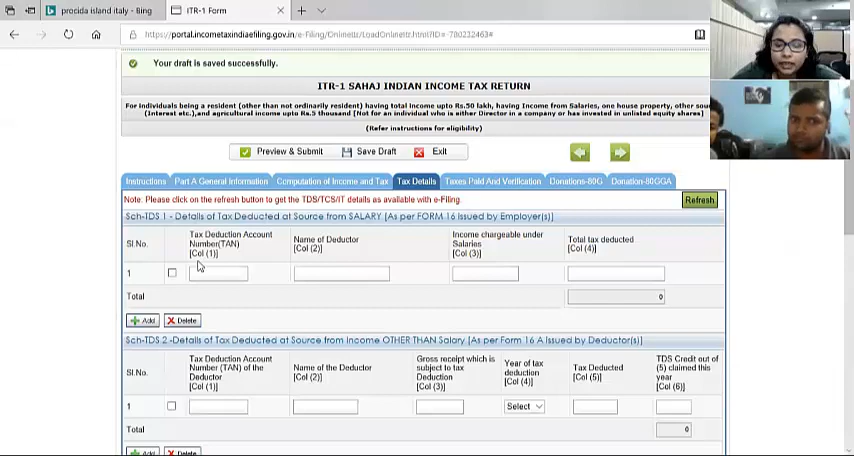 procida island italy - Bing
ITR-1 Form
https://portal.incometaxindiaefiling.gov.in/e-Filing/OnlineItr/LoadOnlineItr.html?ID=-780232463#
Your draft is saved successfully.
ITR-1 SAHAJ INDIAN INCOME TAX RETURN
For individuals being a resident (other than not ordinarily resident) having total income upto Rs.50 lakh, having Income from Salaries, one house property, other sou
(Interest etc.),and agricultural income upto Rs.5 thousand [Not for an individual who is either Director in a company or has invested in unlisted equity shares)
(Refer instructions for eligibility)
Preview & Submit Save Draft Exit
Instructions Part A General Information Computation of Income and Tax Tax Details Taxes Paid And Verification Donations-80G Donation-80GGA
Note: Please click on the refresh button to get the TDS/TCS/IT details as available with e-Filing. Refresh
Sch-TDS 1 - Details of Tax Deducted at Source from SALARY [As per FORM 16 Issued by Employer(s)]
Sl.No. Tax Deduction Account Number(TAN) [Col (1)] Name of Deductor [Col (2)] Income chargeable under Salaries [Col (3)] Total tax deducted [Col (4)]
1
Total 0
Add Delete
Sch-TDS 2 -Details of Tax Deducted at Source from Income OTHER THAN Salary [As per Form 16 A Issued by Deductor(s)]
Sl.No. Tax Deduction Account Number (TAN) of the Deductor [Col (1)] Name of the Deductor [Col (2)] Gross receipt which is subject to tax Deduction [Col (3)] Year of tax deduction [Col (4)] Tax Deducted [Col (5)] TDS Credit out of (5) claimed this year [Col (6)]
1 Select
Total 0
Add Delete